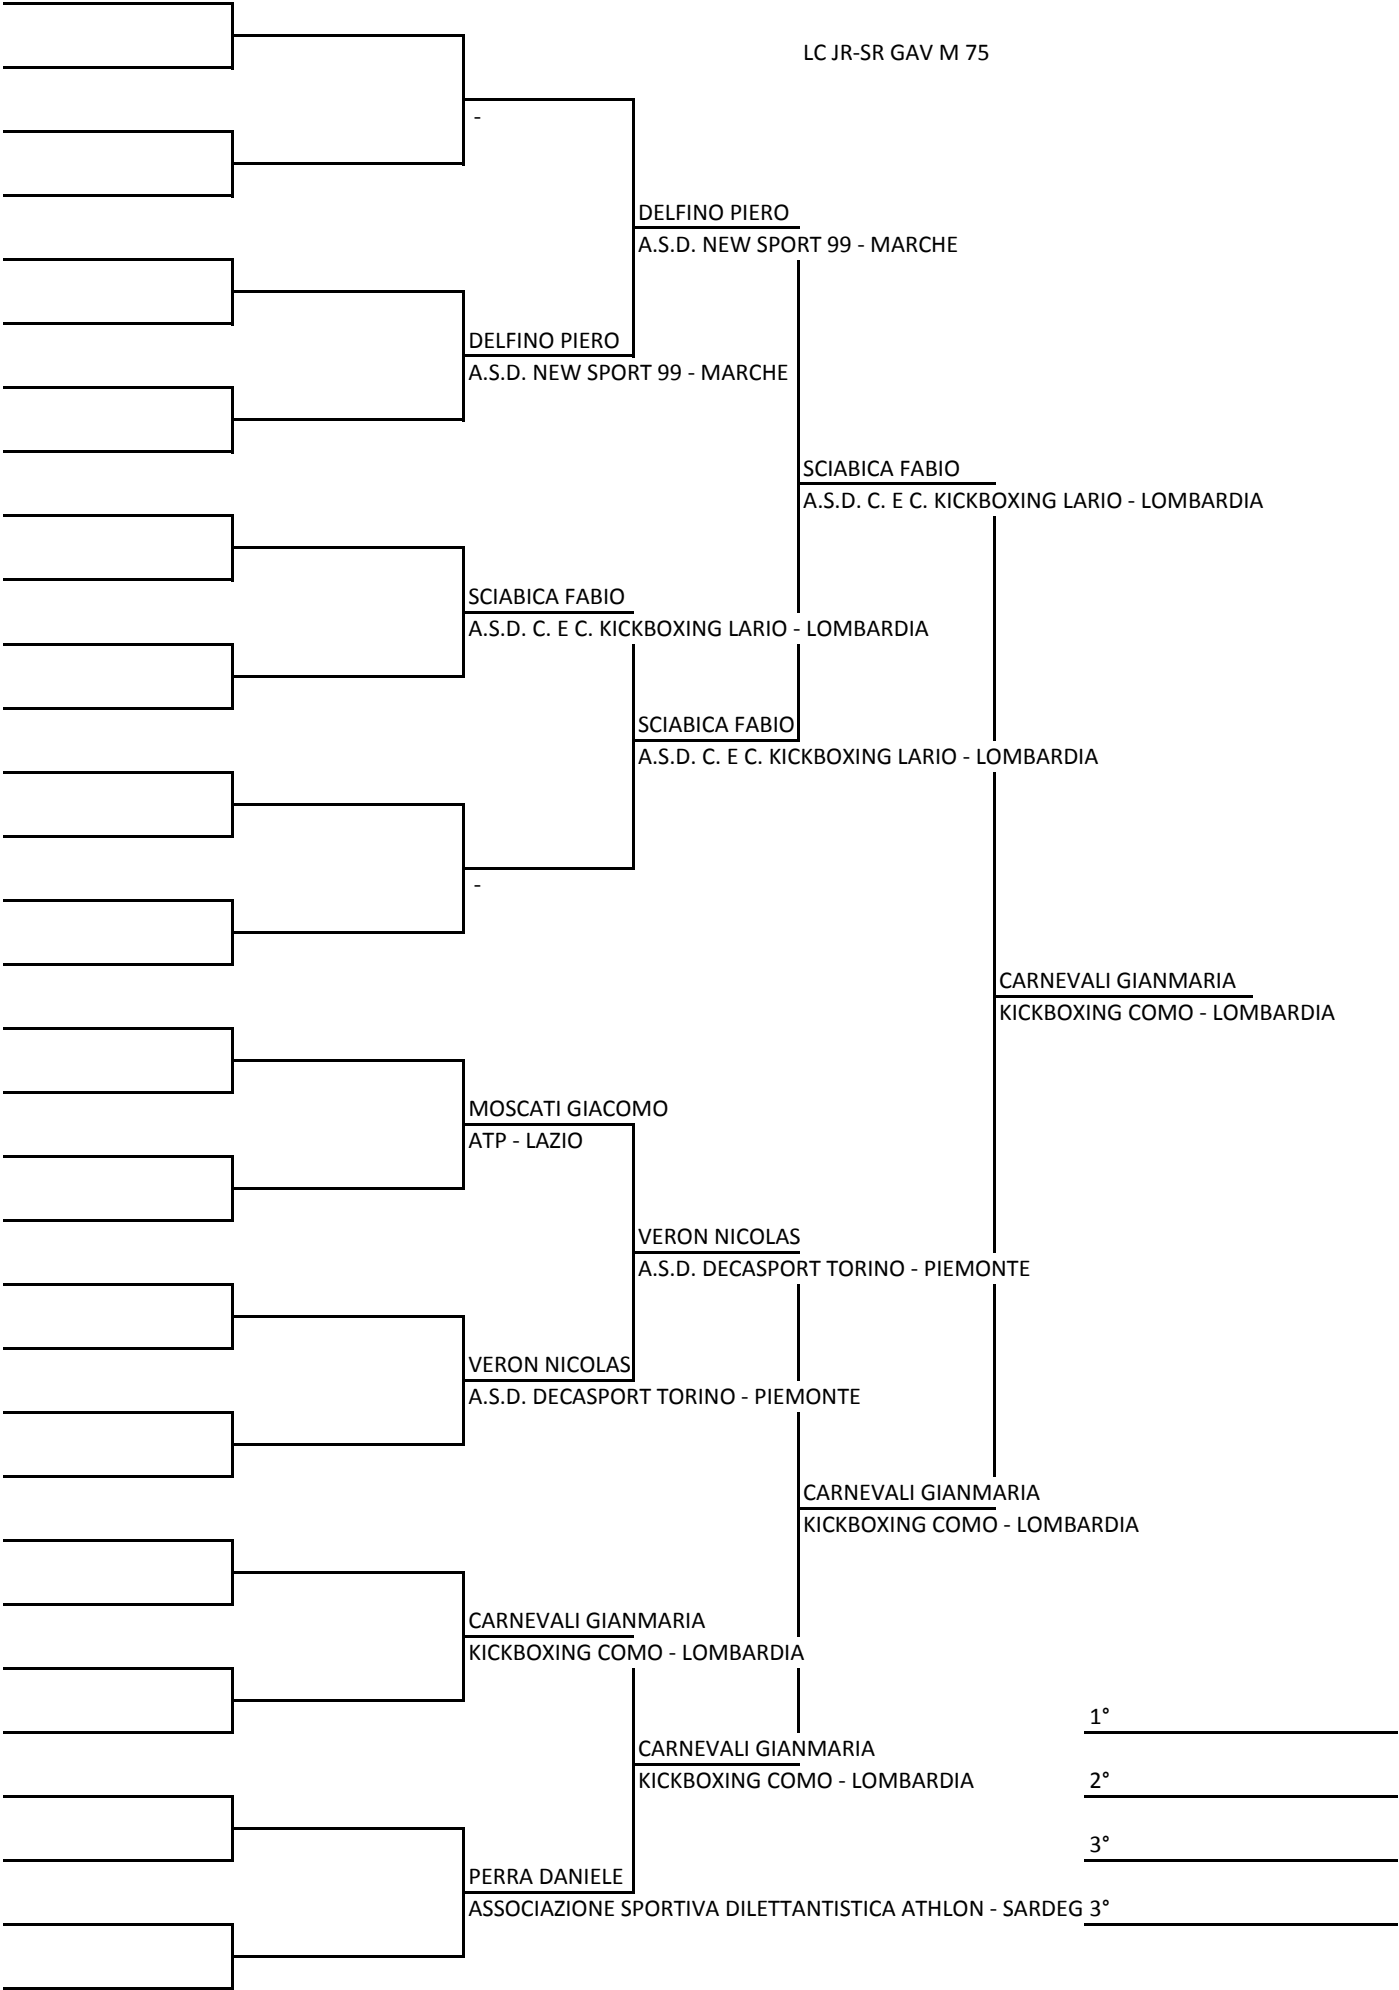 LC JR-SR GAV M 75
-
DELFINO PIERO
A.S.D. NEW SPORT 99 - MARCHE
DELFINO PIERO
A.S.D. NEW SPORT 99 - MARCHE
SCIABICA FABIO
A.S.D. C. E C. KICKBOXING LARIO - LOMBARDIA
SCIABICA FABIO
A.S.D. C. E C. KICKBOXING LARIO - LOMBARDIA
SCIABICA FABIO
A.S.D. C. E C. KICKBOXING LARIO - LOMBARDIA
-
CARNEVALI GIANMARIA
KICKBOXING COMO - LOMBARDIA
MOSCATI GIACOMO
ATP - LAZIO
VERON NICOLAS
A.S.D. DECASPORT TORINO - PIEMONTE
VERON NICOLAS
A.S.D. DECASPORT TORINO - PIEMONTE
CARNEVALI GIANMARIA
KICKBOXING COMO - LOMBARDIA
CARNEVALI GIANMARIA
KICKBOXING COMO - LOMBARDIA
1°
CARNEVALI GIANMARIA
KICKBOXING COMO - LOMBARDIA
2°
3°
PERRA DANIELE
ASSOCIAZIONE SPORTIVA DILETTANTISTICA ATHLON - SARDEG
3°